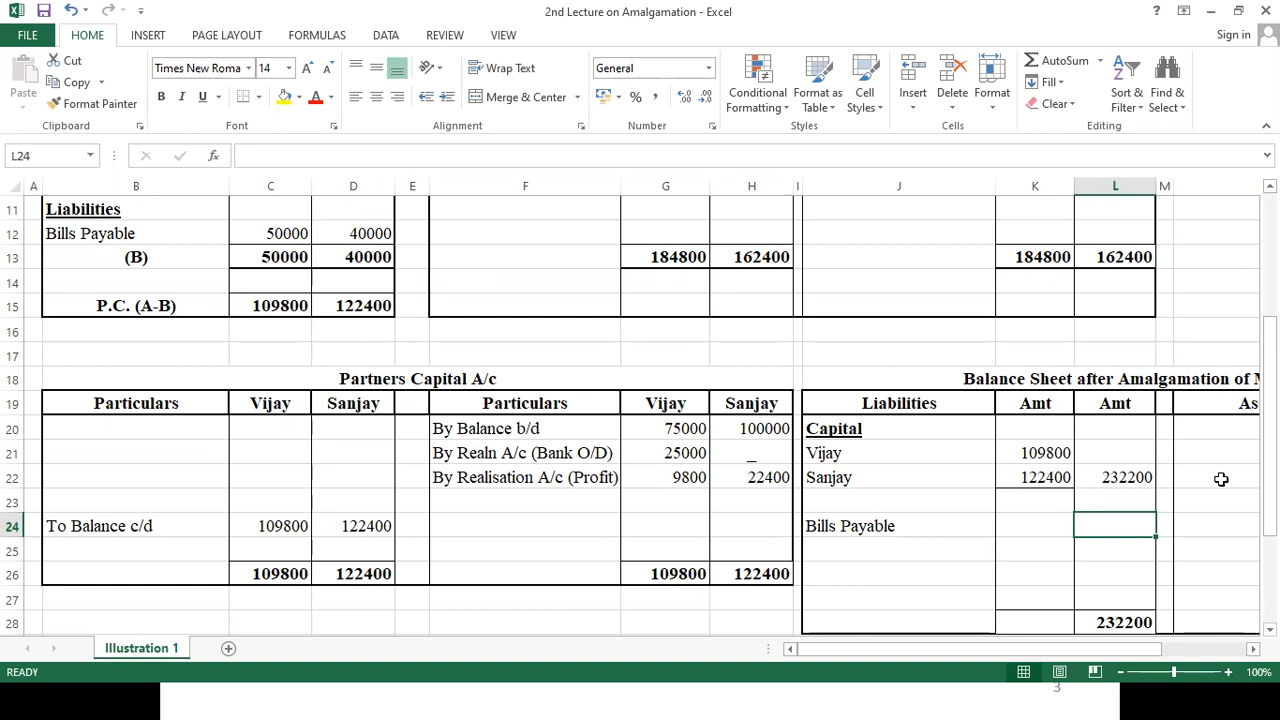 2nd Lecture on Amalgamation - Excel
FILE HOME INSERT PAGE LAYOUT FORMULAS DATA REVIEW VIEW Sign in
Paste Cut Copy Format Painter Clipboard
Times New Roma 14 B I U A Font
Wrap Text Merge & Center Alignment
General % , Number
Conditional Formatting Format as Table Cell Styles Styles
Insert Delete Format Cells
AutoSum Fill Clear Sort & Filter Find & Select Editing
L24 fx
A B C D E F G H I J K L M
11 Liabilities
12 Bills Payable 50000 40000
13 (B) 50000 40000 184800 162400 184800 162400
14
15 P.C. (A-B) 109800 122400
16
17
18 Partners Capital A/c Balance Sheet after Amalgamation of M
19 Particulars Vijay Sanjay Particulars Vijay Sanjay Liabilities Amt Amt As
20 By Balance b/d 75000 100000 Capital
21 By Realn A/c (Bank O/D) 25000 _ Vijay 109800
22 By Realisation A/c (Profit) 9800 22400 Sanjay 122400 232200
23
24 To Balance c/d 109800 122400 Bills Payable
25
26 109800 122400 109800 122400
27
28 232200
Illustration 1
READY 100%
3